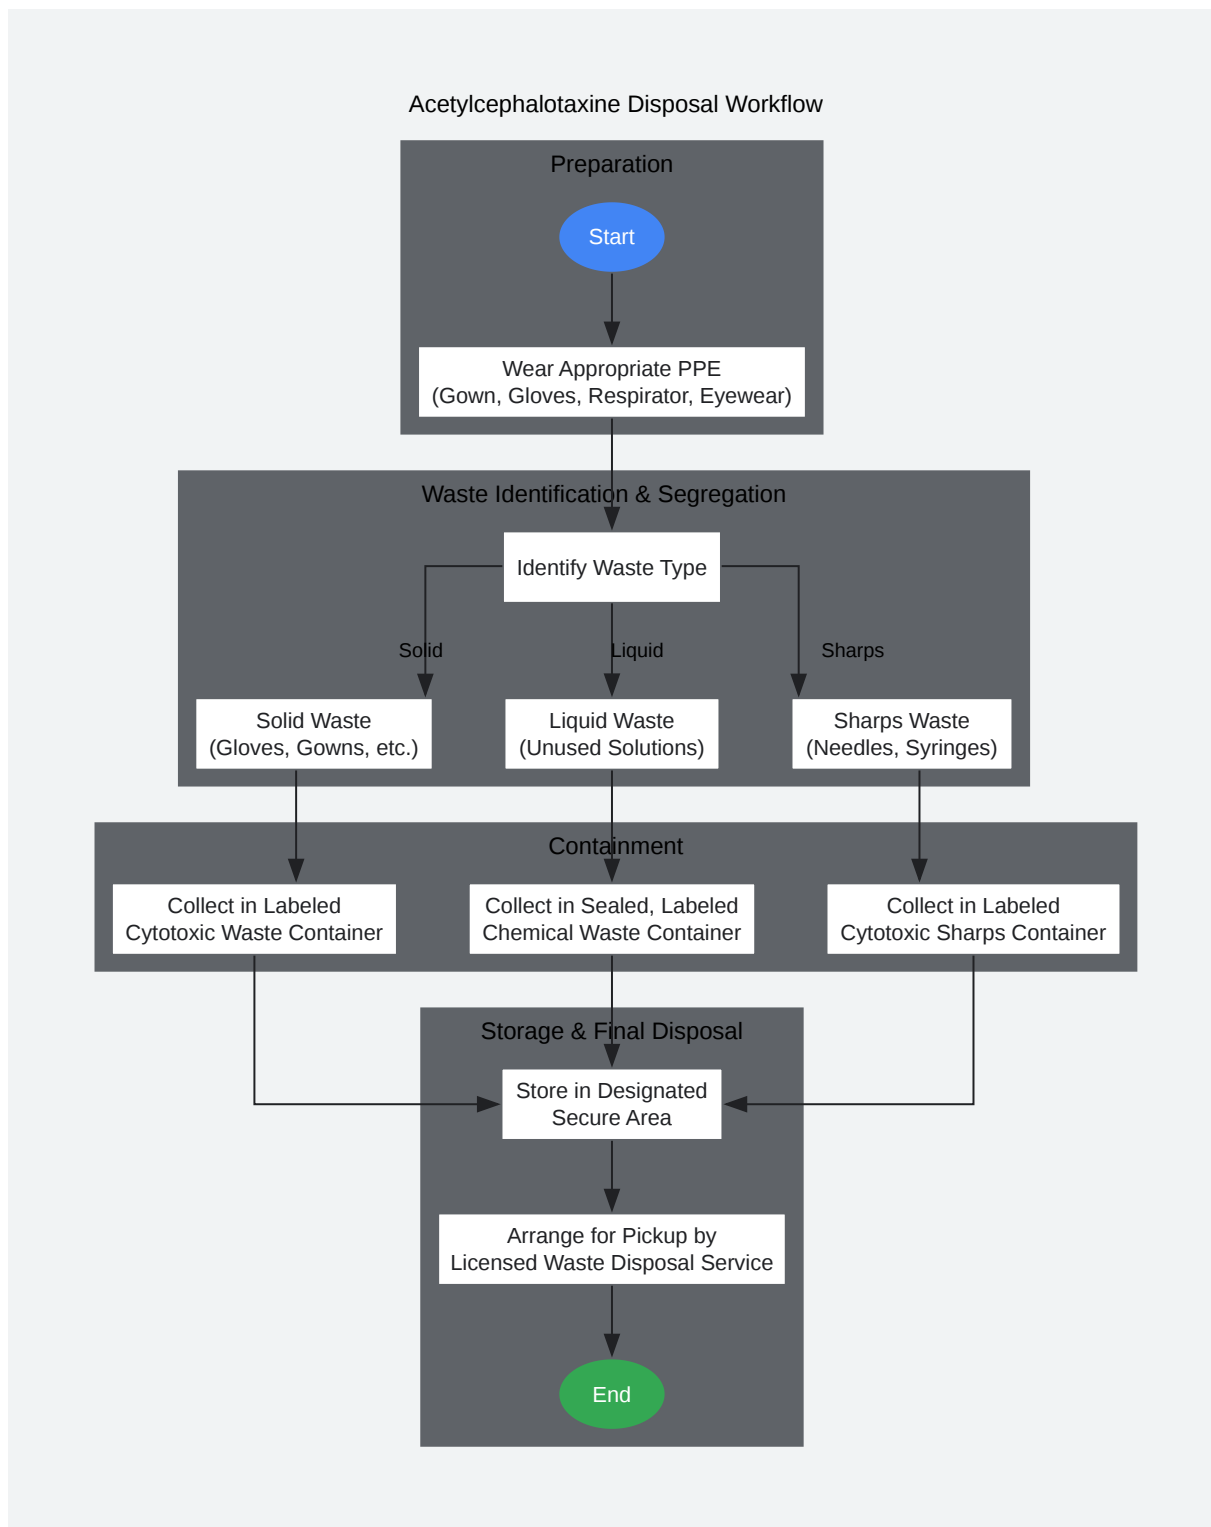 Acetylcephalotaxine Disposal Workflow
Preparation
Start
Wear Appropriate PPE
(Gown, Gloves, Respirator, Eyewear)
Waste Identification & Segregation
Identify Waste Type
Solid
Liquid
Sharps
Solid Waste
(Gloves, Gowns, etc.)
Liquid Waste
(Unused Solutions)
Sharps Waste
(Needles, Syringes)
Containment
Collect in Labeled
Cytotoxic Waste Container
Collect in Sealed, Labeled
Chemical Waste Container
Collect in Labeled
Cytotoxic Sharps Container
Storage & Final Disposal
Store in Designated
Secure Area
Arrange for Pickup by
Licensed Waste Disposal Service
End